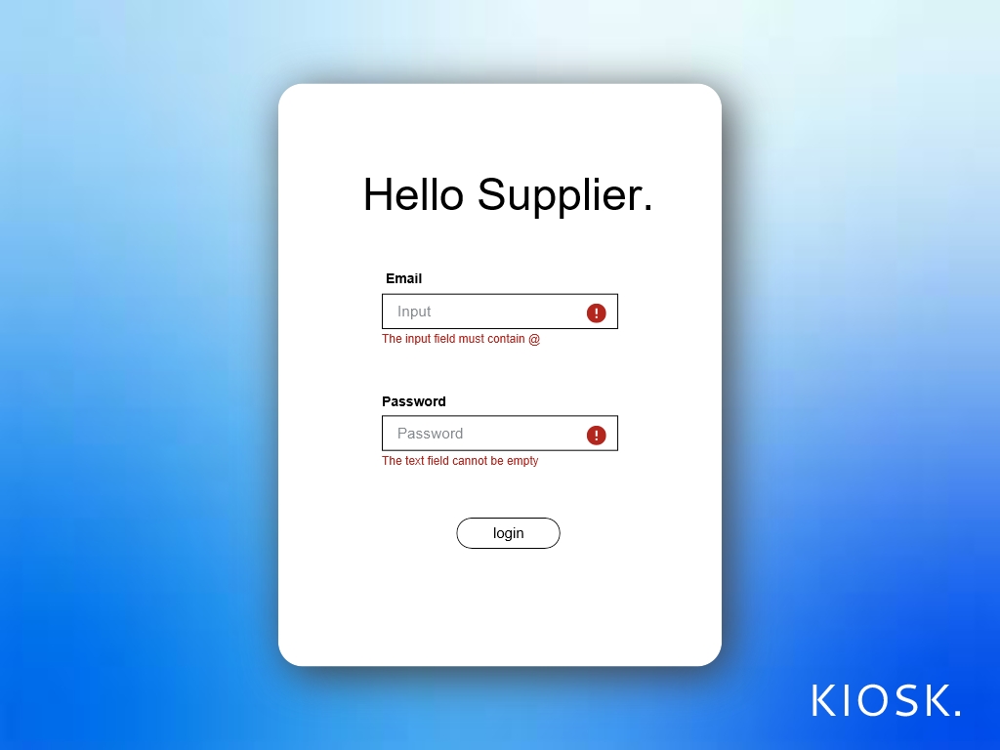 Hello Supplier.
Email
Input
The input field must contain @
Password
Password
The text field cannot be empty
login
KIOSK.